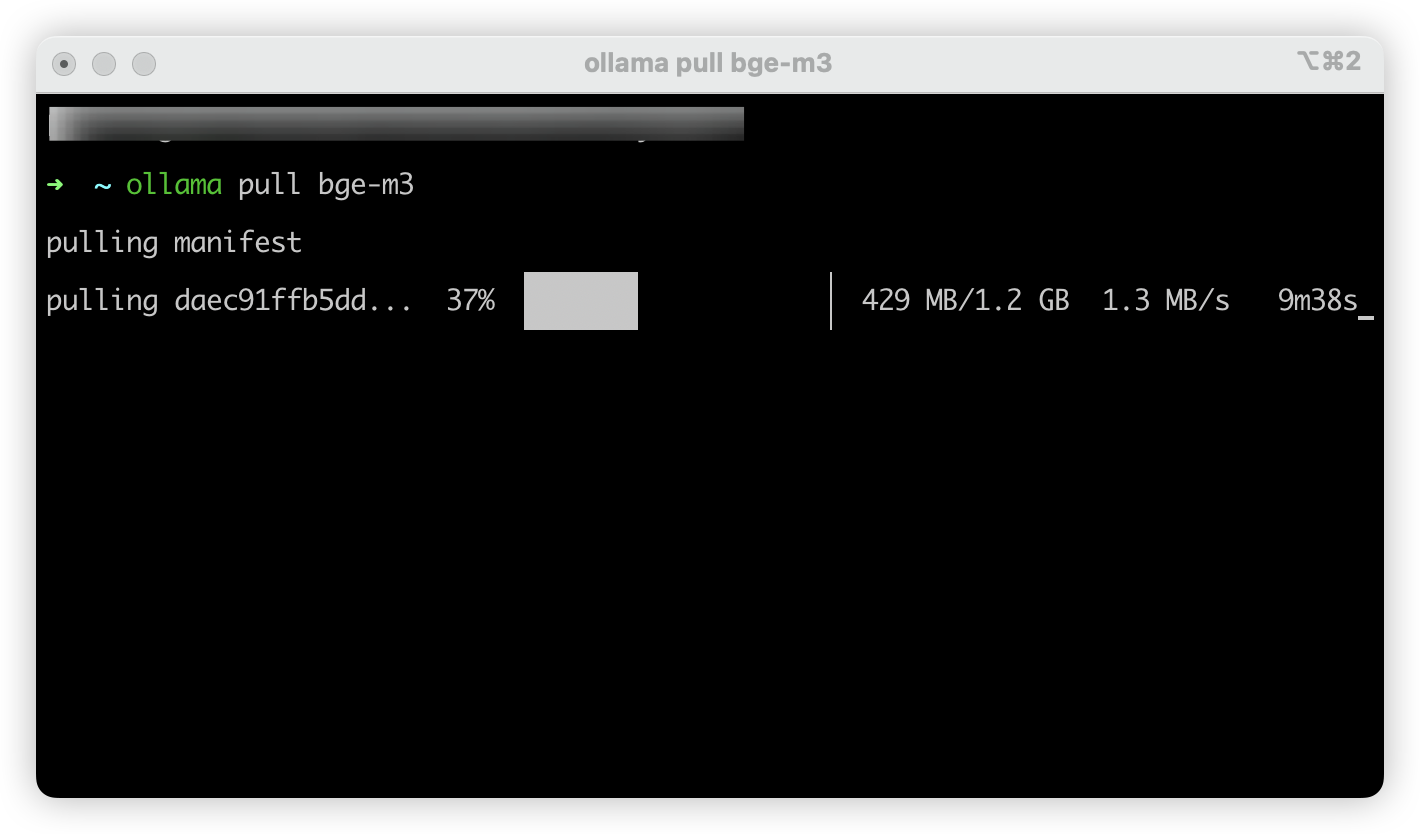 ollama pull bge-m3
⌥⌘2
➜ ~ ollama pull bge-m3
pulling manifest
pulling daec91ffb5dd... 37% 429 MB/1.2 GB 1.3 MB/s 9m38s